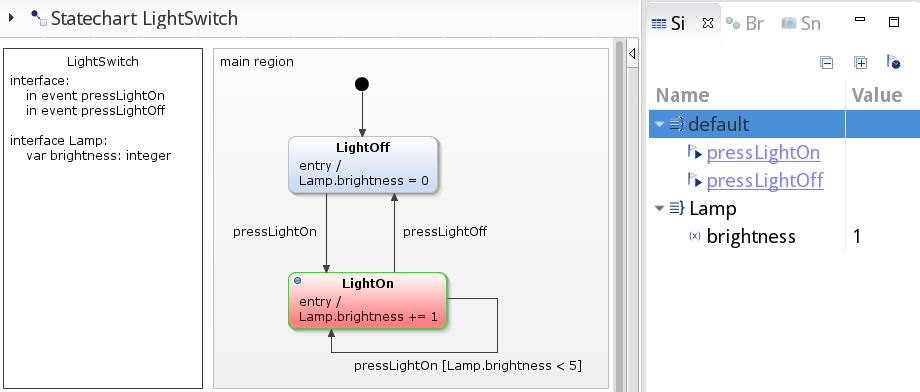 Statechart LightSwitch
LightSwitch
interface:
in event pressLightOn
in event pressLightOff
interface Lamp:
var brightness: integer
main region
LightOff
entry /
Lamp.brightness = 0
pressLightOn
pressLightOff
LightOn
entry /
Lamp.brightness += 1
pressLightOn [Lamp.brightness < 5]
Si
Br
Sn
Name Value
default
pressLightOn
pressLightOff
Lamp
(x) brightness 1